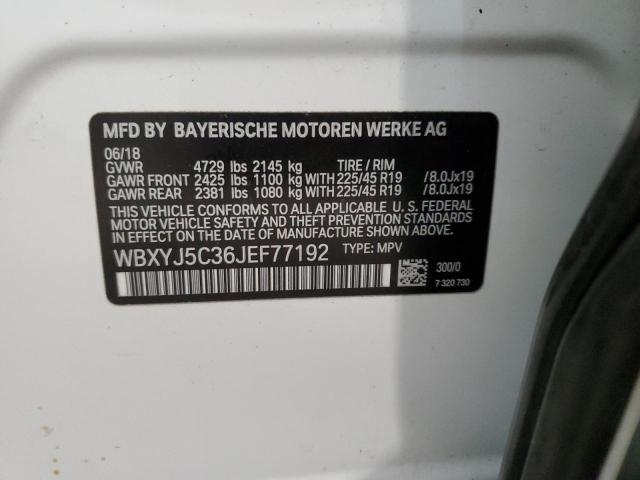 MFD BY BAYERISCHE MOTOREN WERKE AG
06/18
GVWR 4729 lbs 2145 kg TIRE / RIM
GAWR FRONT 2425 lbs 1100 kg WITH 225/45 R19 /8.0Jx19
GAWR REAR 2381 lbs 1080 kg WITH 225/45 R19 /8.0Jx19
THIS VEHICLE CONFORMS TO ALL APPLICABLE U. S. FEDERAL
MOTOR VEHICLE SAFETY AND THEFT PREVENTION STANDARDS
IN EFFECT ON THE DATE OF MANUFACTURE SHOWN ABOVE.
WBXYJ5C36JEF77192 TYPE: MPV
300/0
7 320 730